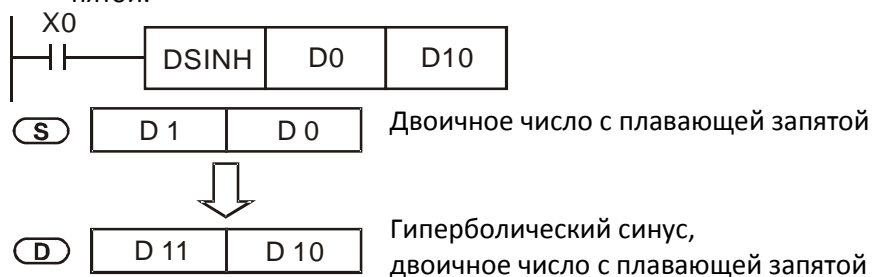 X0
DSINH D0 D10
S D 1 D 0 Двоичное число с плавающей запятой
Гиперболический синус,
D D 11 D 10 двоичное число с плавающей запятой